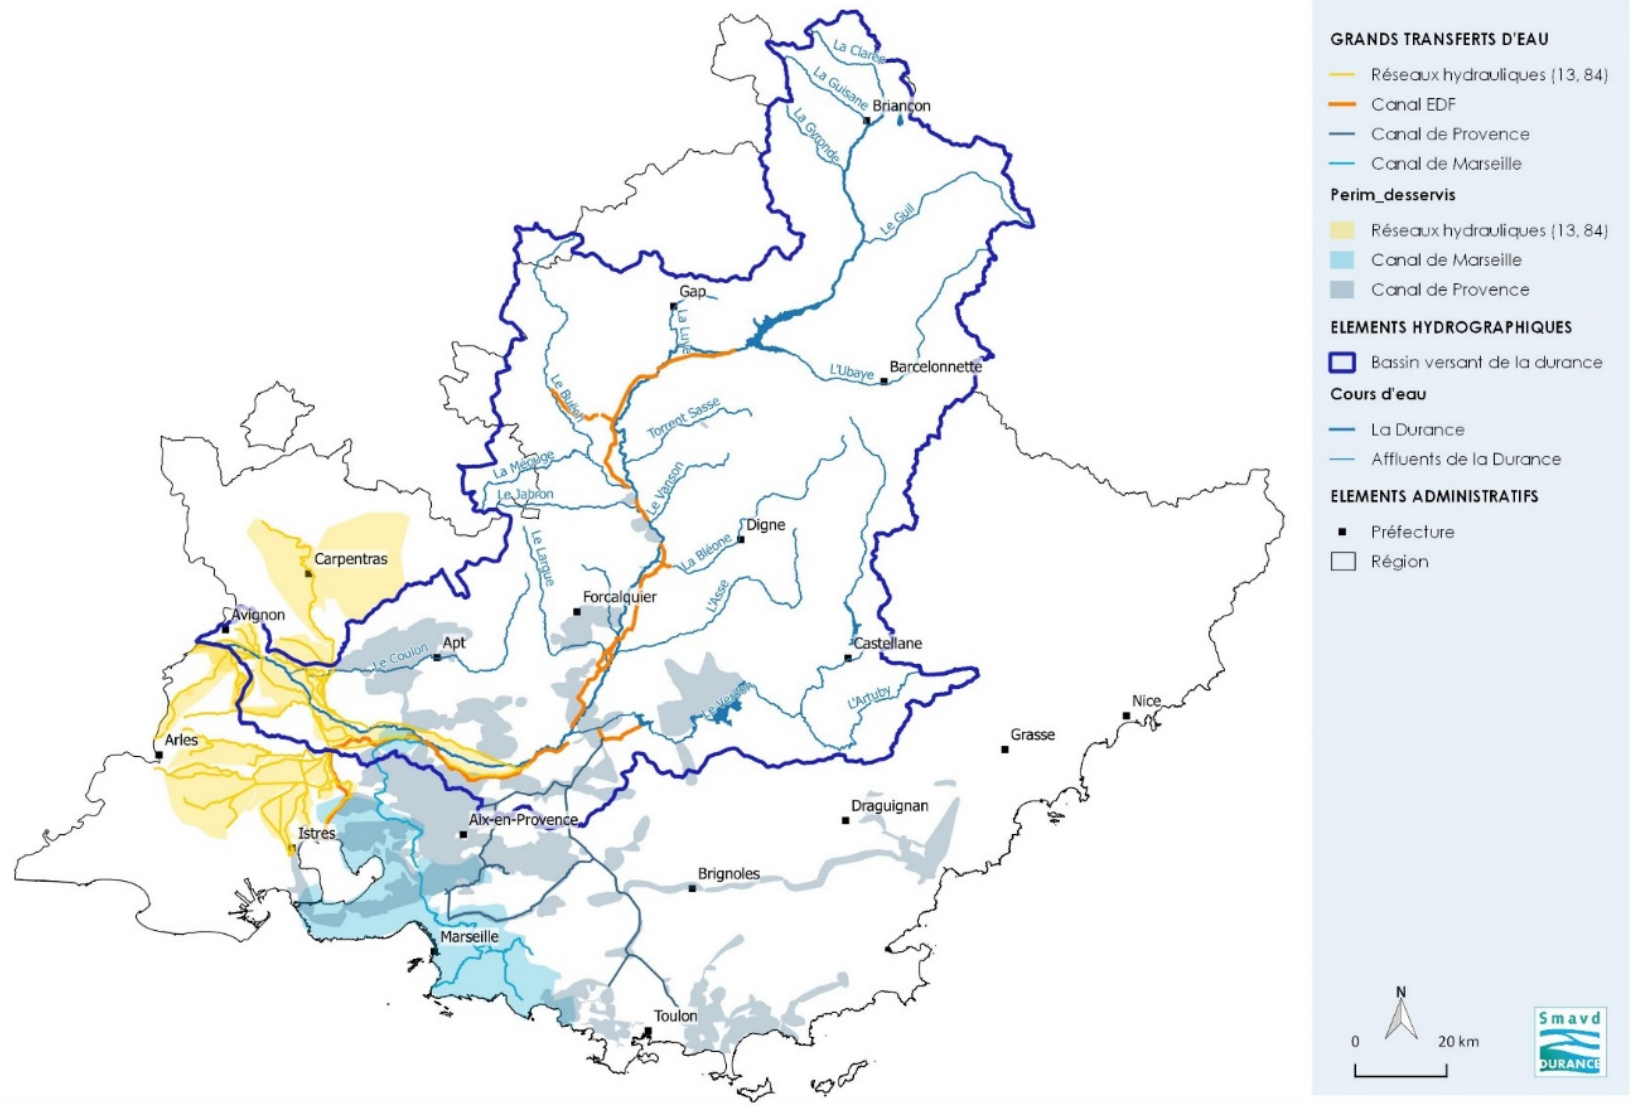 La Clarée
La Guisane
Briançon
La Gyronde
Le Guil
Gap
La Luye
L'Ubaye
Barcelonnette
Le Buëch
Torrent Sasse
La Méouge
Le Jabron
Le Vanson
Digne
La Bléone
Le Largue
L'Asse
Carpentras
Forcalquier
Avignon
Apt
Le Coulon
Castellane
Le Verdon
L'Artuby
Nice
Grasse
Arles
Draguignan
Istres
Aix-en-Provence
Brignoles
Marseille
Toulon
GRANDS TRANSFERTS D'EAU
Réseaux hydrauliques (13, 84)
Canal EDF
Canal de Provence
Canal de Marseille
Perim_desservis
Réseaux hydrauliques (13, 84)
Canal de Marseille
Canal de Provence
ELEMENTS HYDROGRAPHIQUES
Bassin versant de la durance
Cours d'eau
La Durance
Affluents de la Durance
ELEMENTS ADMINISTRATIFS
Préfecture
Région
N
0 20 km
Smavd
DURANCE